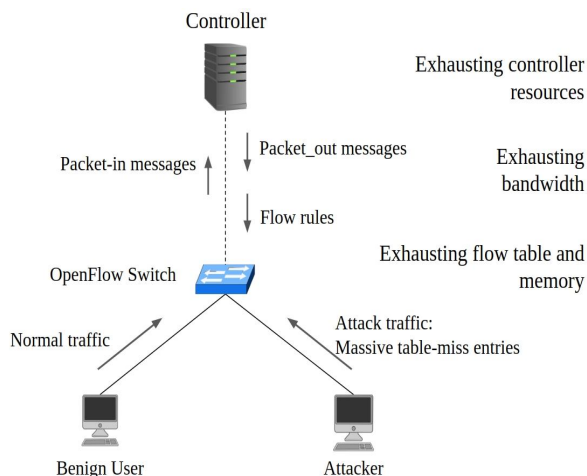 Controller
Exhausting controller
resources
Packet_out messages
Packet-in messages
Exhausting
bandwidth
Flow rules
Exhausting flow table and
memory
OpenFlow Switch
Attack traffic:
Normal traffic
Massive table-miss entries
Benign User
Attacker